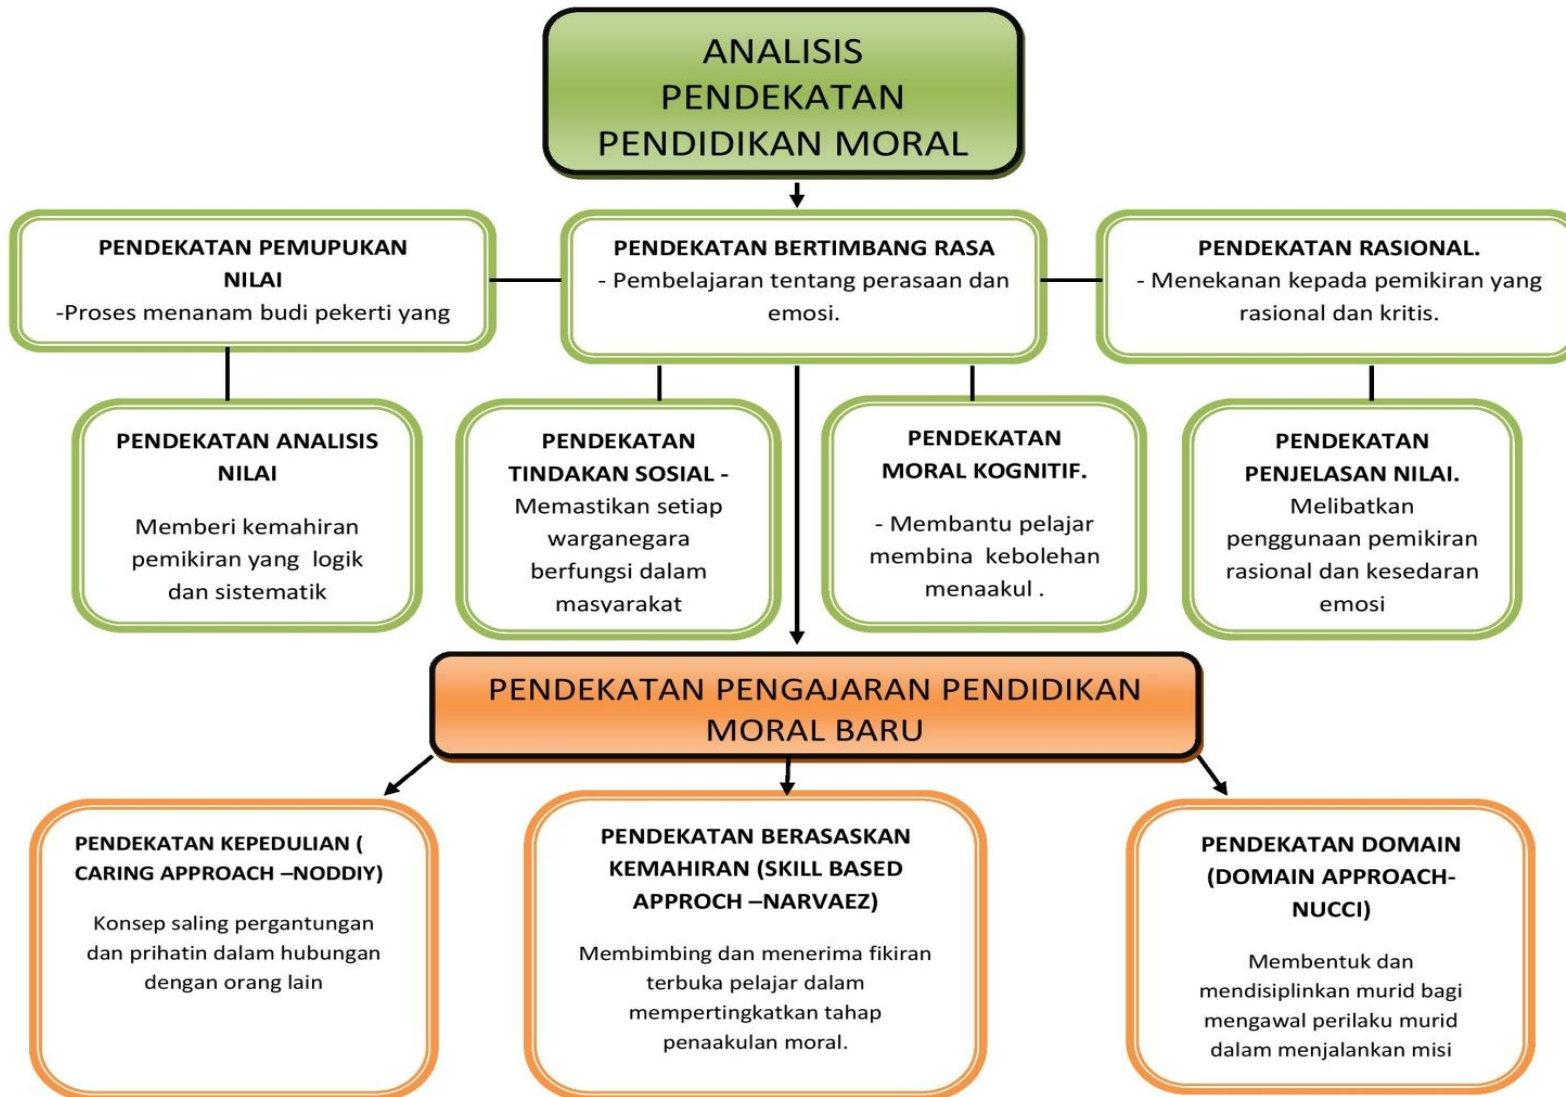 ANALISIS
PENDEKATAN
PENDIDIKAN MORAL
PENDEKATAN PEMUPUKAN
NILAI
-Proses menanam budi pekerti yang
PENDEKATAN BERTIMBANG RASA
- Pembelajaran tentang perasaan dan
emosi.
PENDEKATAN RASIONAL.
- Menekanan kepada pemikiran yang
rasional dan kritis.
PENDEKATAN ANALISIS
NILAI
Memberi kemahiran
pemikiran yang  logik
dan sistematik
PENDEKATAN
TINDAKAN SOSIAL -
Memastikan setiap
warganegara
berfungsi dalam
masyarakat
PENDEKATAN
MORAL KOGNITIF.
- Membantu pelajar
membina  kebolehan
menaakul .
PENDEKATAN
PENJELASAN NILAI.
Melibatkan
penggunaan pemikiran
rasional dan kesedaran
emosi
PENDEKATAN PENGAJARAN PENDIDIKAN
MORAL BARU
PENDEKATAN KEPEDULIAN (
CARING APPROACH –NODDIY)
Konsep saling pergantungan
dan prihatin dalam hubungan
dengan orang lain
PENDEKATAN BERASASKAN
KEMAHIRAN (SKILL BASED
APPROCH –NARVAEZ)
Membimbing dan menerima fikiran
terbuka pelajar dalam
mempertingkatkan tahap
penaakulan moral.
PENDEKATAN DOMAIN
(DOMAIN APPROACH-
NUCCI)
Membentuk dan
mendisiplinkan murid bagi
mengawal perilaku murid
dalam menjalankan misi